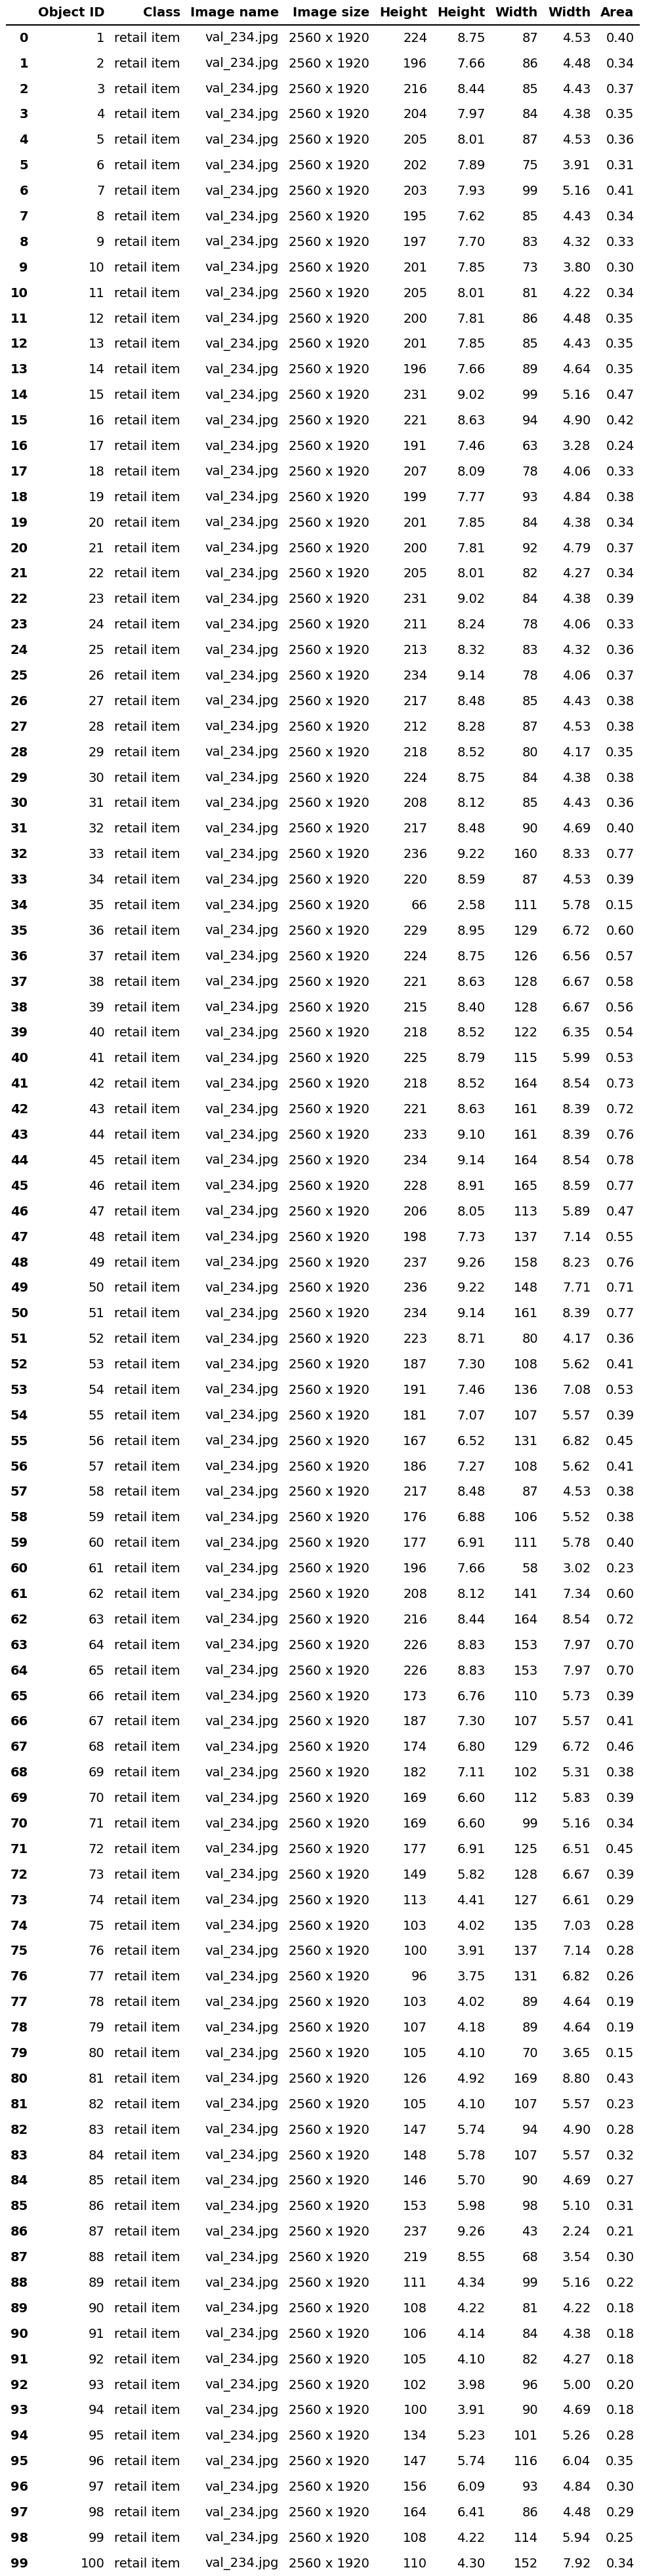 Object ID Class Image name Image size Height Height Width Width Area
0 1 retail item val_234.jpg 2560 x 1920 224 8.75 87 4.53 0.40
1 2 retail item val_234.jpg 2560 x 1920 196 7.66 86 4.48 0.34
2 3 retail item val_234.jpg 2560 x 1920 216 8.44 85 4.43 0.37
3 4 retail item val_234.jpg 2560 x 1920 204 7.97 84 4.38 0.35
4 5 retail item val_234.jpg 2560 x 1920 205 8.01 87 4.53 0.36
5 6 retail item val_234.jpg 2560 x 1920 202 7.89 75 3.91 0.31
6 7 retail item val_234.jpg 2560 x 1920 203 7.93 99 5.16 0.41
7 8 retail item val_234.jpg 2560 x 1920 195 7.62 85 4.43 0.34
8 9 retail item val_234.jpg 2560 x 1920 197 7.70 83 4.32 0.33
9 10 retail item val_234.jpg 2560 x 1920 201 7.85 73 3.80 0.30
10 11 retail item val_234.jpg 2560 x 1920 205 8.01 81 4.22 0.34
11 12 retail item val_234.jpg 2560 x 1920 200 7.81 86 4.48 0.35
12 13 retail item val_234.jpg 2560 x 1920 201 7.85 85 4.43 0.35
13 14 retail item val_234.jpg 2560 x 1920 196 7.66 89 4.64 0.35
14 15 retail item val_234.jpg 2560 x 1920 231 9.02 99 5.16 0.47
15 16 retail item val_234.jpg 2560 x 1920 221 8.63 94 4.90 0.42
16 17 retail item val_234.jpg 2560 x 1920 191 7.46 63 3.28 0.24
17 18 retail item val_234.jpg 2560 x 1920 207 8.09 78 4.06 0.33
18 19 retail item val_234.jpg 2560 x 1920 199 7.77 93 4.84 0.38
19 20 retail item val_234.jpg 2560 x 1920 201 7.85 84 4.38 0.34
20 21 retail item val_234.jpg 2560 x 1920 200 7.81 92 4.79 0.37
21 22 retail item val_234.jpg 2560 x 1920 205 8.01 82 4.27 0.34
22 23 retail item val_234.jpg 2560 x 1920 231 9.02 84 4.38 0.39
23 24 retail item val_234.jpg 2560 x 1920 211 8.24 78 4.06 0.33
24 25 retail item val_234.jpg 2560 x 1920 213 8.32 83 4.32 0.36
25 26 retail item val_234.jpg 2560 x 1920 234 9.14 78 4.06 0.37
26 27 retail item val_234.jpg 2560 x 1920 217 8.48 85 4.43 0.38
27 28 retail item val_234.jpg 2560 x 1920 212 8.28 87 4.53 0.38
28 29 retail item val_234.jpg 2560 x 1920 218 8.52 80 4.17 0.35
29 30 retail item val_234.jpg 2560 x 1920 224 8.75 84 4.38 0.38
30 31 retail item val_234.jpg 2560 x 1920 208 8.12 85 4.43 0.36
31 32 retail item val_234.jpg 2560 x 1920 217 8.48 90 4.69 0.40
32 33 retail item val_234.jpg 2560 x 1920 236 9.22 160 8.33 0.77
33 34 retail item val_234.jpg 2560 x 1920 220 8.59 87 4.53 0.39
34 35 retail item val_234.jpg 2560 x 1920 66 2.58 111 5.78 0.15
35 36 retail item val_234.jpg 2560 x 1920 229 8.95 129 6.72 0.60
36 37 retail item val_234.jpg 2560 x 1920 224 8.75 126 6.56 0.57
37 38 retail item val_234.jpg 2560 x 1920 221 8.63 128 6.67 0.58
38 39 retail item val_234.jpg 2560 x 1920 215 8.40 128 6.67 0.56
39 40 retail item val_234.jpg 2560 x 1920 218 8.52 122 6.35 0.54
40 41 retail item val_234.jpg 2560 x 1920 225 8.79 115 5.99 0.53
41 42 retail item val_234.jpg 2560 x 1920 218 8.52 164 8.54 0.73
42 43 retail item val_234.jpg 2560 x 1920 221 8.63 161 8.39 0.72
43 44 retail item val_234.jpg 2560 x 1920 233 9.10 161 8.39 0.76
44 45 retail item val_234.jpg 2560 x 1920 234 9.14 164 8.54 0.78
45 46 retail item val_234.jpg 2560 x 1920 228 8.91 165 8.59 0.77
46 47 retail item val_234.jpg 2560 x 1920 206 8.05 113 5.89 0.47
47 48 retail item val_234.jpg 2560 x 1920 198 7.73 137 7.14 0.55
48 49 retail item val_234.jpg 2560 x 1920 237 9.26 158 8.23 0.76
49 50 retail item val_234.jpg 2560 x 1920 236 9.22 148 7.71 0.71
50 51 retail item val_234.jpg 2560 x 1920 234 9.14 161 8.39 0.77
51 52 retail item val_234.jpg 2560 x 1920 223 8.71 80 4.17 0.36
52 53 retail item val_234.jpg 2560 x 1920 187 7.30 108 5.62 0.41
53 54 retail item val_234.jpg 2560 x 1920 191 7.46 136 7.08 0.53
54 55 retail item val_234.jpg 2560 x 1920 181 7.07 107 5.57 0.39
55 56 retail item val_234.jpg 2560 x 1920 167 6.52 131 6.82 0.45
56 57 retail item val_234.jpg 2560 x 1920 186 7.27 108 5.62 0.41
57 58 retail item val_234.jpg 2560 x 1920 217 8.48 87 4.53 0.38
58 59 retail item val_234.jpg 2560 x 1920 176 6.88 106 5.52 0.38
59 60 retail item val_234.jpg 2560 x 1920 177 6.91 111 5.78 0.40
60 61 retail item val_234.jpg 2560 x 1920 196 7.66 58 3.02 0.23
61 62 retail item val_234.jpg 2560 x 1920 208 8.12 141 7.34 0.60
62 63 retail item val_234.jpg 2560 x 1920 216 8.44 164 8.54 0.72
63 64 retail item val_234.jpg 2560 x 1920 226 8.83 153 7.97 0.70
64 65 retail item val_234.jpg 2560 x 1920 226 8.83 153 7.97 0.70
65 66 retail item val_234.jpg 2560 x 1920 173 6.76 110 5.73 0.39
66 67 retail item val_234.jpg 2560 x 1920 187 7.30 107 5.57 0.41
67 68 retail item val_234.jpg 2560 x 1920 174 6.80 129 6.72 0.46
68 69 retail item val_234.jpg 2560 x 1920 182 7.11 102 5.31 0.38
69 70 retail item val_234.jpg 2560 x 1920 169 6.60 112 5.83 0.39
70 71 retail item val_234.jpg 2560 x 1920 169 6.60 99 5.16 0.34
71 72 retail item val_234.jpg 2560 x 1920 177 6.91 125 6.51 0.45
72 73 retail item val_234.jpg 2560 x 1920 149 5.82 128 6.67 0.39
73 74 retail item val_234.jpg 2560 x 1920 113 4.41 127 6.61 0.29
74 75 retail item val_234.jpg 2560 x 1920 103 4.02 135 7.03 0.28
75 76 retail item val_234.jpg 2560 x 1920 100 3.91 137 7.14 0.28
76 77 retail item val_234.jpg 2560 x 1920 96 3.75 131 6.82 0.26
77 78 retail item val_234.jpg 2560 x 1920 103 4.02 89 4.64 0.19
78 79 retail item val_234.jpg 2560 x 1920 107 4.18 89 4.64 0.19
79 80 retail item val_234.jpg 2560 x 1920 105 4.10 70 3.65 0.15
80 81 retail item val_234.jpg 2560 x 1920 126 4.92 169 8.80 0.43
81 82 retail item val_234.jpg 2560 x 1920 105 4.10 107 5.57 0.23
82 83 retail item val_234.jpg 2560 x 1920 147 5.74 94 4.90 0.28
83 84 retail item val_234.jpg 2560 x 1920 148 5.78 107 5.57 0.32
84 85 retail item val_234.jpg 2560 x 1920 146 5.70 90 4.69 0.27
85 86 retail item val_234.jpg 2560 x 1920 153 5.98 98 5.10 0.31
86 87 retail item val_234.jpg 2560 x 1920 237 9.26 43 2.24 0.21
87 88 retail item val_234.jpg 2560 x 1920 219 8.55 68 3.54 0.30
88 89 retail item val_234.jpg 2560 x 1920 111 4.34 99 5.16 0.22
89 90 retail item val_234.jpg 2560 x 1920 108 4.22 81 4.22 0.18
90 91 retail item val_234.jpg 2560 x 1920 106 4.14 84 4.38 0.18
91 92 retail item val_234.jpg 2560 x 1920 105 4.10 82 4.27 0.18
92 93 retail item val_234.jpg 2560 x 1920 102 3.98 96 5.00 0.20
93 94 retail item val_234.jpg 2560 x 1920 100 3.91 90 4.69 0.18
94 95 retail item val_234.jpg 2560 x 1920 134 5.23 101 5.26 0.28
95 96 retail item val_234.jpg 2560 x 1920 147 5.74 116 6.04 0.35
96 97 retail item val_234.jpg 2560 x 1920 156 6.09 93 4.84 0.30
97 98 retail item val_234.jpg 2560 x 1920 164 6.41 86 4.48 0.29
98 99 retail item val_234.jpg 2560 x 1920 108 4.22 114 5.94 0.25
99 100 retail item val_234.jpg 2560 x 1920 110 4.30 152 7.92 0.34